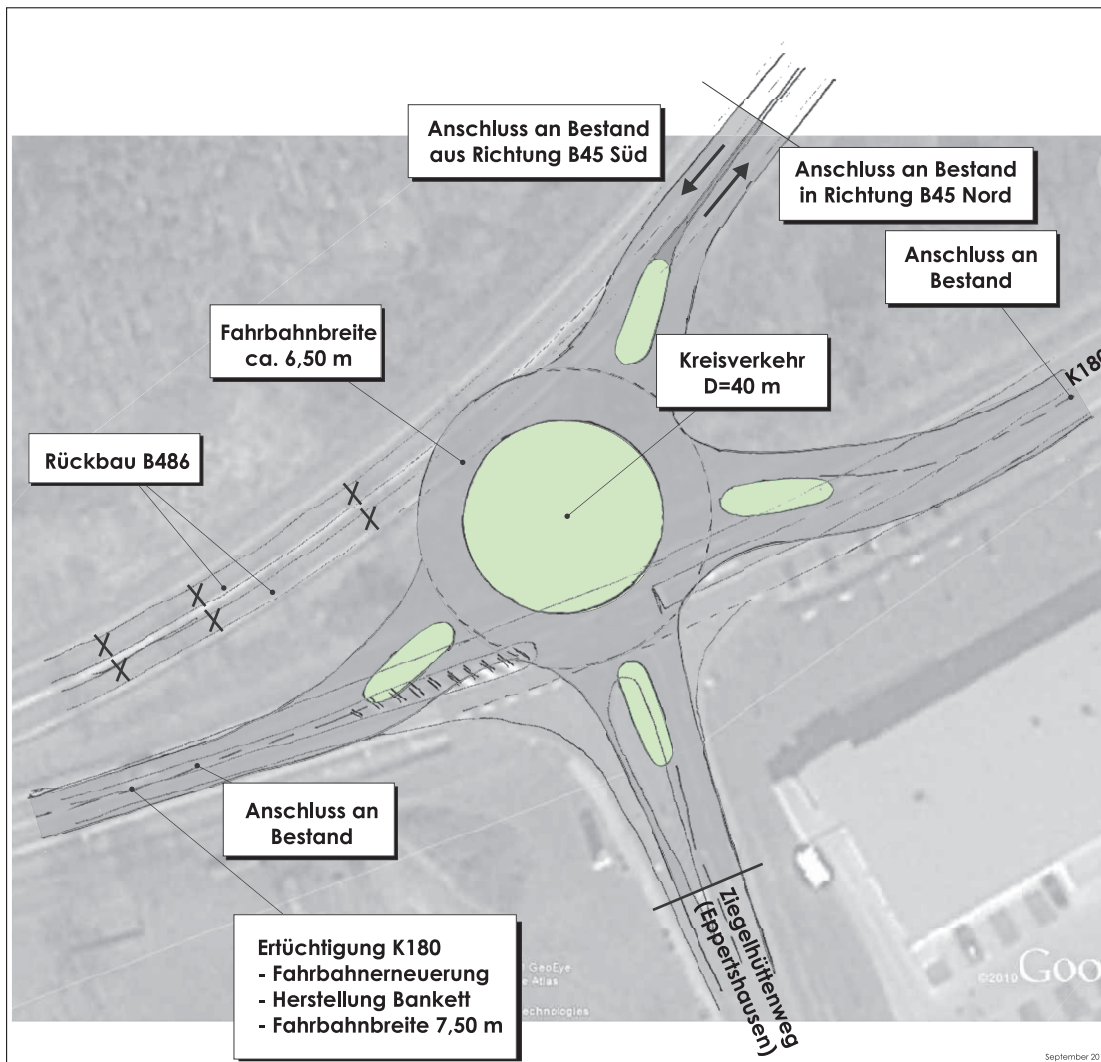 Anschluss an Bestand
aus Richtung B45 Süd
Anschluss an Bestand
in Richtung B45 Nord
Anschluss an
Bestand
Fahrbahnbreite
ca. 6,50 m
Kreisverkehr
D=40 m
K180
Rückbau B486
Anschluss an
Bestand
Ertüchtigung K180
- Fahrbahnerneuerung
- Herstellung Bankett
- Fahrbahnbreite 7,50 m
Ziegelhüttenweg
(Eppertshausen)
GeoEye
Atlas
echnologies
©2010 Goo
September 20